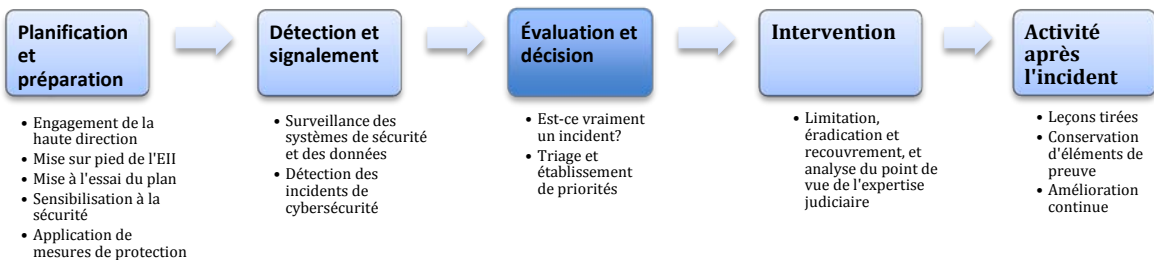 Planification
et
préparation
• Engagement de la
haute direction
• Mise sur pied de l'EII
• Mise à l'essai du plan
• Sensibilisation à la
sécurité
• Application de
mesures de protection
Détection et
signalement
• Surveillance des
systèmes de sécurité
et des données
• Détection des
incidents de
cybersécurité
Évaluation et
décision
• Est-ce vraiment
un incident?
• Triage et
établissement
de priorités
Intervention
• Limitation,
éradication et
recouvrement, et
analyse du point de
vue de l'expertise
judiciaire
Activité
après
l'incident
• Leçons tirées
• Conservation
d'éléments de
preuve
• Amélioration
continue